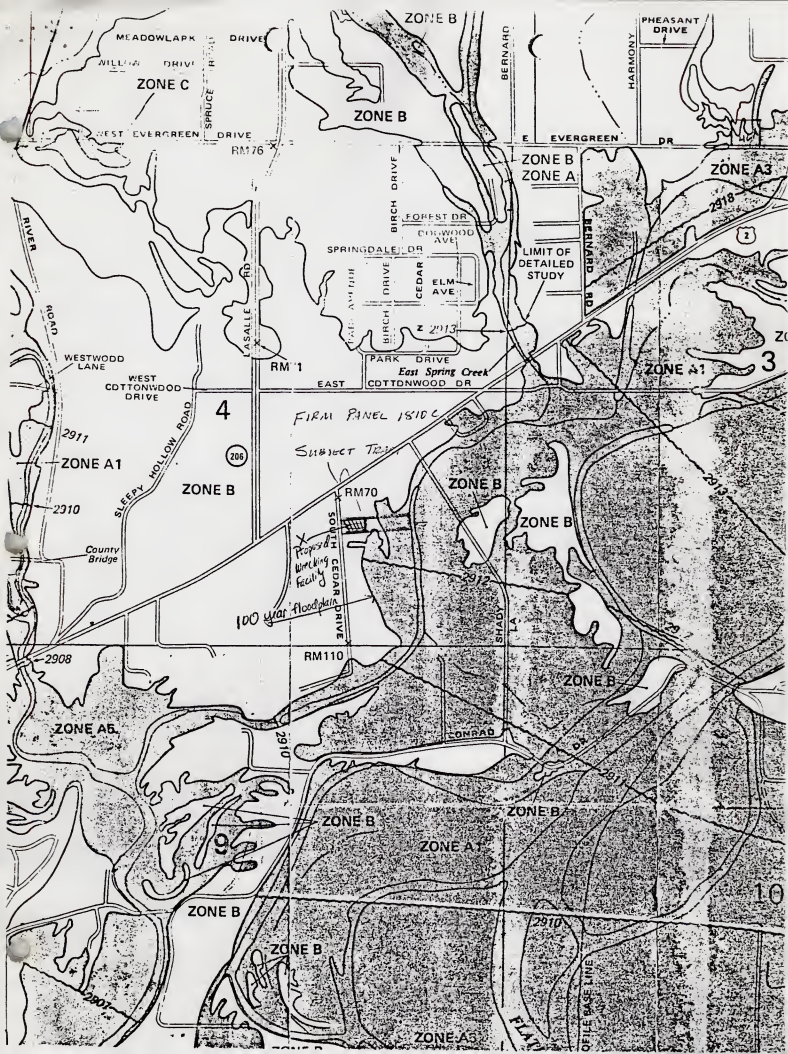 ZONE B
PHEASANT
DRIVE
MEADOWLARK DRIVE
BERNARD
HARMONY
DRIVE
ZONE C
SPRUCE
ZONE B
WEST EVERGREEN DRIVE
E EVERGREEN DR
RM76
ZONE B
ZONE A
ZONE A3
BIRCH DRIVE
2918
RIVER
ROAD
FOREST DR
DOGWOOD
AVE
2
SPRINGDALE DR
BERNARD RD
LIMIT OF
DETAILED
STUDY
LASALLE RD
AVENUE
BIRCH DRIVE
CEDAR
ELM
AVE
2913
WESTWOOD
LANE
RM
PARK DRIVE
East Spring Creek
ZONE A1
3
WEST
COTTONWOOD
DRIVE
EAST COTTONWOOD DR
4
FIRM PANEL 1810 C
2911
SLEEPY HOLLOW ROAD
206
SUBJECT
ZONE A1
ZONE B
ZONE B
2913
RM70
2910
ZONE B
SOUTH CEDAR DRIVE
County
Bridge
Proposed
Wrecking
Facility
2912
100 year floodplain
SHADY
LA
2908
RM110
ZONE B
ZONE A5
2910
CONRAD
DR
2911
ZONE B
ZONE B
9
ZONE A1
10
ZONE B
2910
ZONE B
2907
ZONE A5